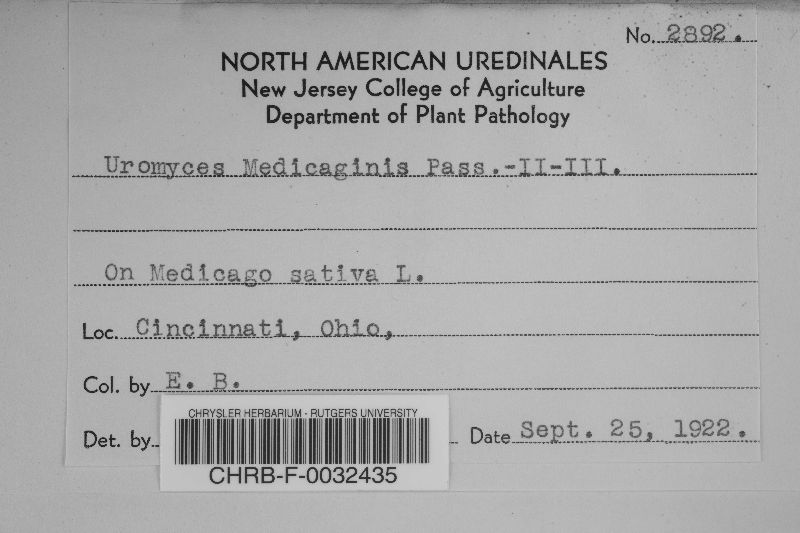 No. 2892.
NORTH AMERICAN UREDINALES
New Jersey College of Agriculture
Department of Plant Pathology
Uromyces Medicaginis Pass.-II-III.
On Medicago sativa L.
Loc. Cincinnati, Ohio,
Col. by E. B.
Det. by Date Sept. 25, 1922.
CHRYSLER HERBARIUM - RUTGERS UNIVERSITY
CHRB-F-0032435